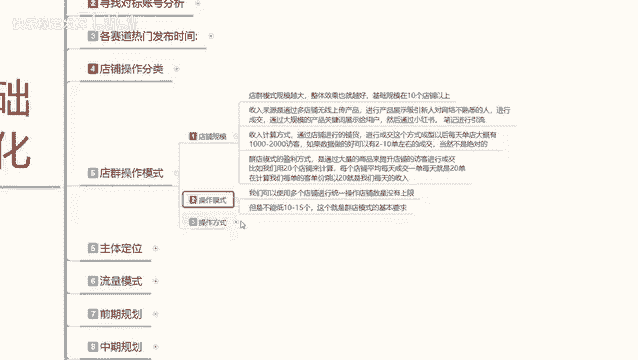 2 寻找对标账号分析
3 各赛道热门发布时间:
4 店铺操作分类
础
化
5 店群操作模式
1 店铺规模
店群模式规模越大，整体效果也就越好，基础规模在10个店铺以上
收入来源是通过多店铺无线上传产品，进行产品展示吸引新人对网络不熟悉的人，进行
成交，通过大规模的产品关键词展示给用户，然后通过小红书。笔记进行引流
收入计算方式，通过店铺进行的铺货，进行成交这个方式成型以后每天单店大概有
1000-2000访客，如果数据做的好可以有2-10单左右的成交，当然不是绝对的
群店模式的盈利方式，是通过大量的商品来提升店铺的访客进行成交
比如我们用20个店铺来计算，每个店铺平均每天成交一单每天就是20单
在计算我们每单的客单价乘以20就是我们每天的收入
2 操作模式
我们可以使用多个店铺进行统一操作店铺数量没有上限
但是不能低10-15个，这个就是群店模式的基本要求
3 操作方式
6 主体定位
6 流量模式
7 前期规划
8 中期规划